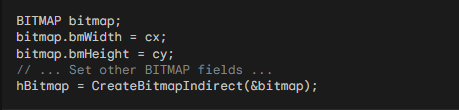 BITMAP bitmap;
bitmap.bmWidth = cx;
bitmap.bmHeight = cy;
// ... Set other BITMAP fields ...
hBitmap = CreateBitmapIndirect(&bitmap);